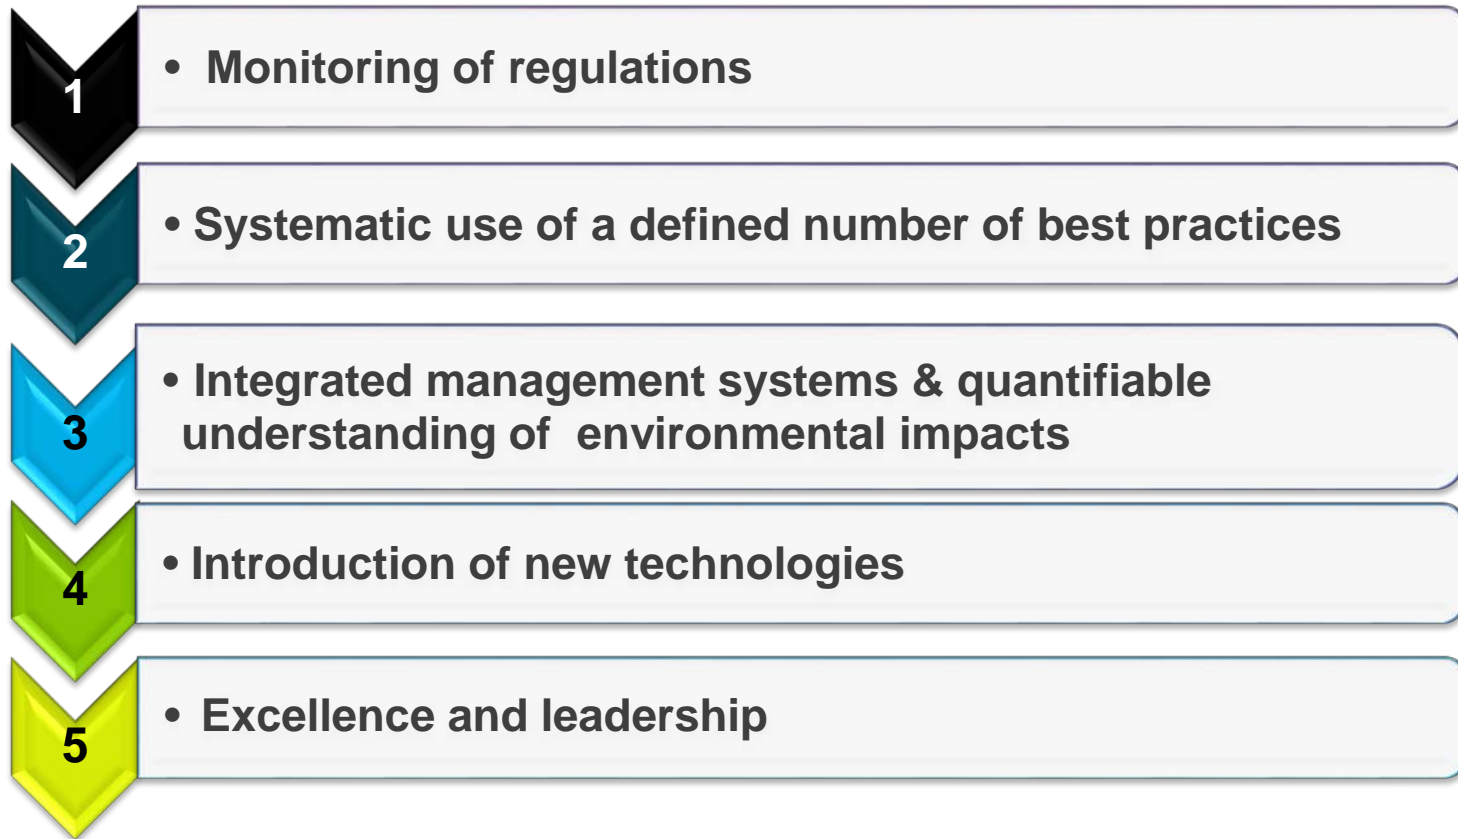 1
• Monitoring of regulations
2
• Systematic use of a defined number of best practices
3
• Integrated management systems & quantifiable
understanding of environmental impacts
4
• Introduction of new technologies
5
• Excellence and leadership